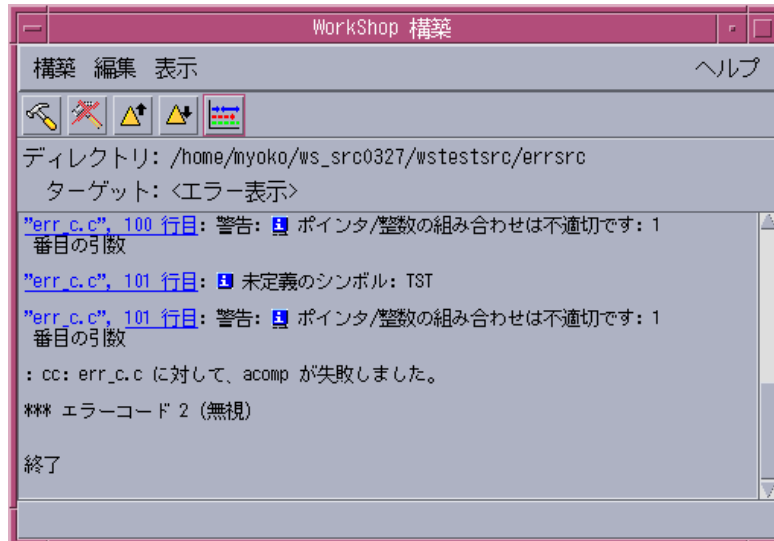 WorkShop 構築
構築 編集 表示 ヘルプ
ディレクトリ: /home/myoko/ws_src0327/wstestsrc/errsrc
ターゲット: <エラー表示>
"err_c.c", 100 行目: 警告: i ポインタ/整数の組み合わせは不適切です: 1
番目の引数
"err_c.c", 101 行目: i 未定義のシンボル: TST
"err_c.c", 101 行目: 警告: i ポインタ/整数の組み合わせは不適切です: 1
番目の引数
: cc: err_c.c に対して、acomp が失敗しました。
*** エラーコード 2 (無視)
終了